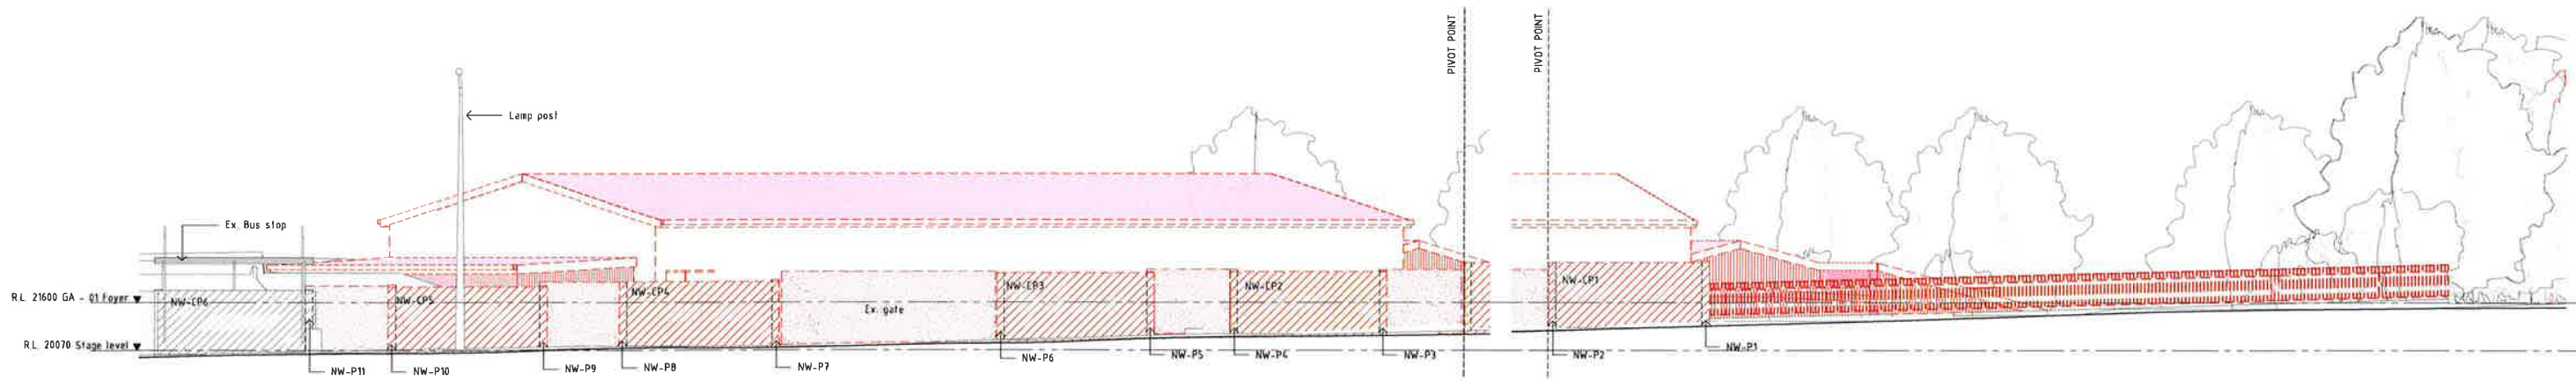 PIVOT POINT
PIVOT POINT
Lamp post
Ex. Bus stop
R.L. 21600 GA - 01 Foyer
NW-CP6
NW-CP5
NW-CP4
Ex. gate
NW-CP3
NW-CP2
NW-CP1
R.L. 20070 Stage level
NW-P11
NW-P10
NW-P9
NW-P8
NW-P7
NW-P6
NW-P5
NW-P4
NW-P3
NW-P2
NW-P1